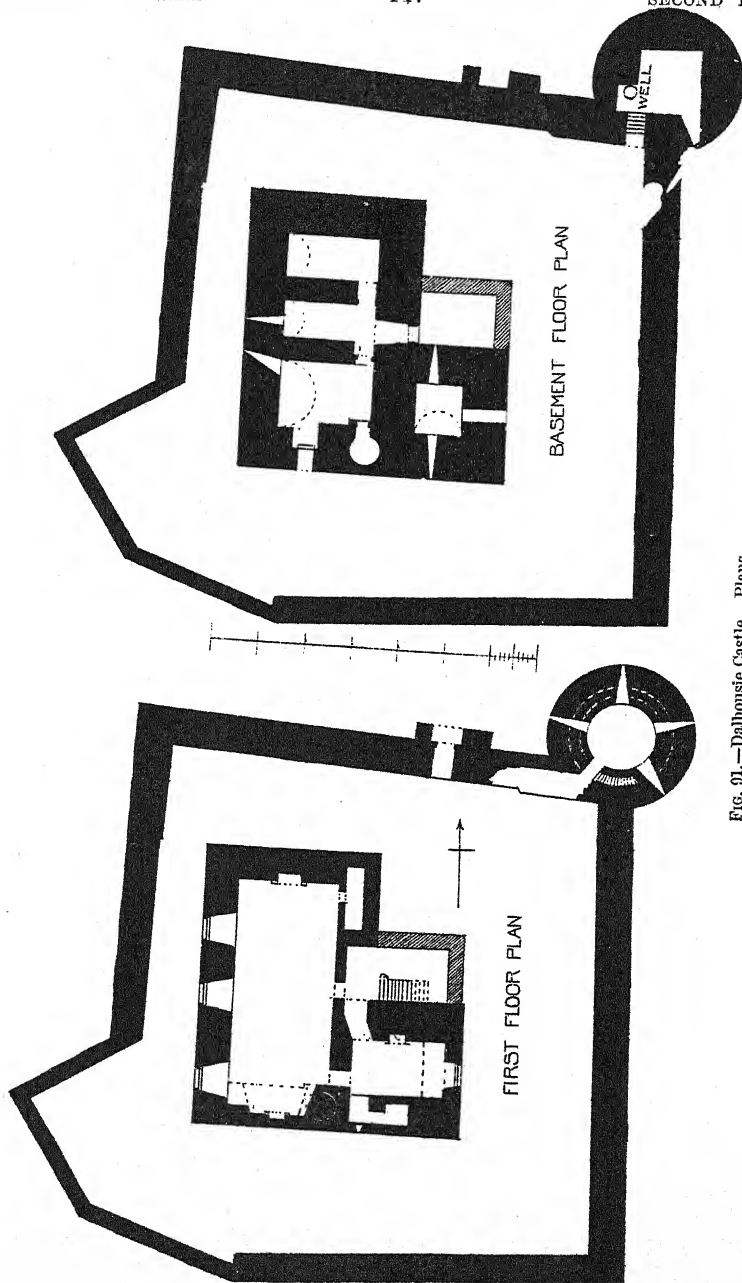 SECOND
WELL
BASEMENT FLOOR PLAN
FIRST FLOOR PLAN
FIG. 91.—Dalhousie Castle. Plans.